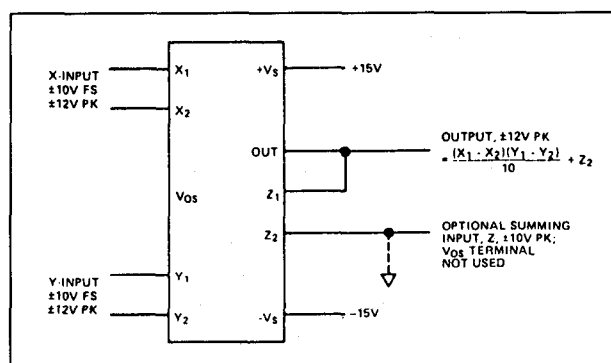 X-INPUT
±10V FS
±12V PK
X1
X2
VOS
Y-INPUT
±10V FS
±12V PK
Y1
Y2
+VS
+15V
OUT
Z1
Z2
-VS
-15V
OUTPUT, ±12V PK
= (X1 - X2)(Y1 - Y2)
10
+ Z2
OPTIONAL SUMMING
INPUT, Z, ±10V PK;
VOS TERMINAL
NOT USED